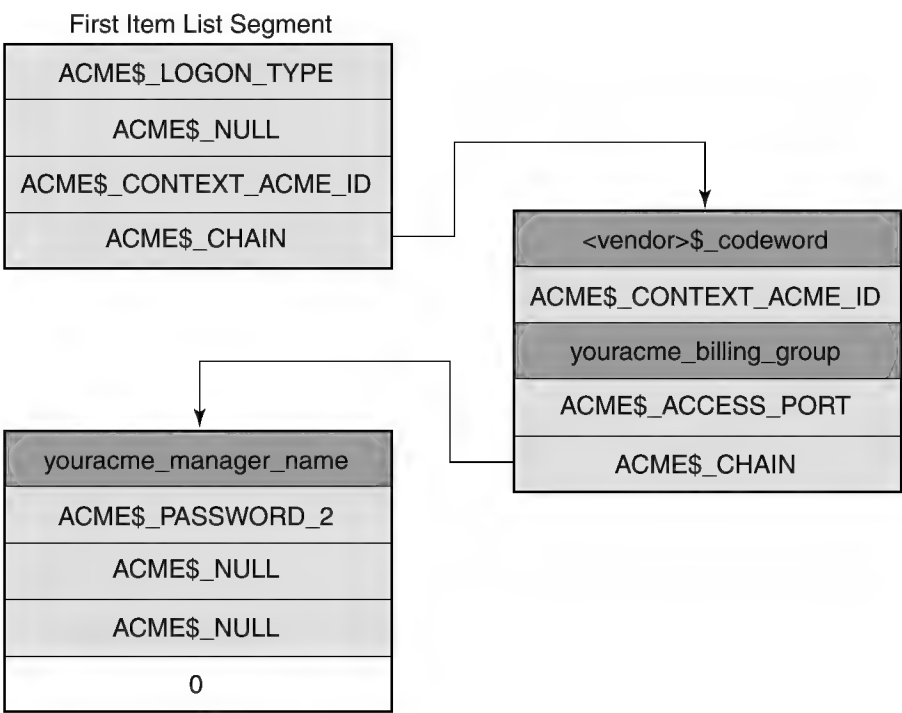 First Item List Segment
ACME$_LOGON_TYPE
ACME$_NULL
ACME$_CONTEXT_ACME_ID
ACME$_CHAIN
<vendor>$_codeword
ACME$_CONTEXT_ACME_ID
youracme_billing_group
ACME$_ACCESS_PORT
ACME$_CHAIN
youracme_manager_name
ACME$_PASSWORD_2
ACME$_NULL
ACME$_NULL
0